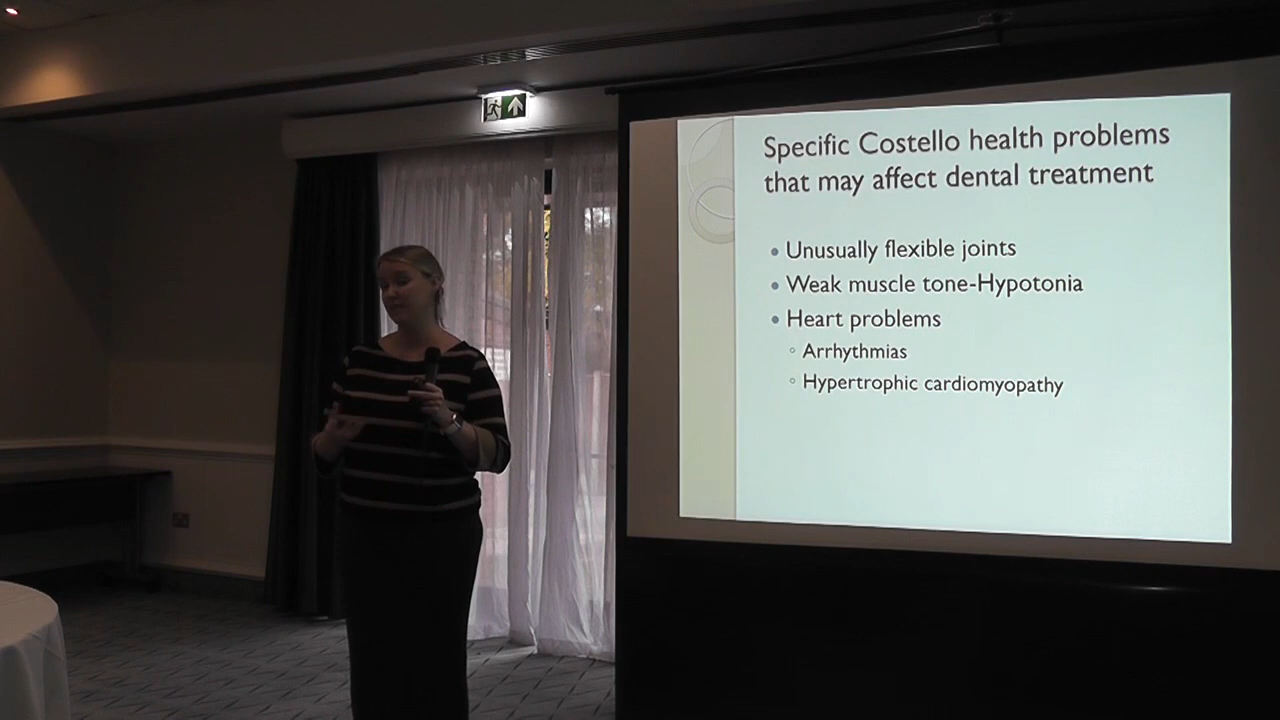 Specific Costello health problems
that may affect dental treatment
Unusually flexible joints
Weak muscle tone-Hypotonia
Heart problems
Arrhythmias
Hypertrophic cardiomyopathy